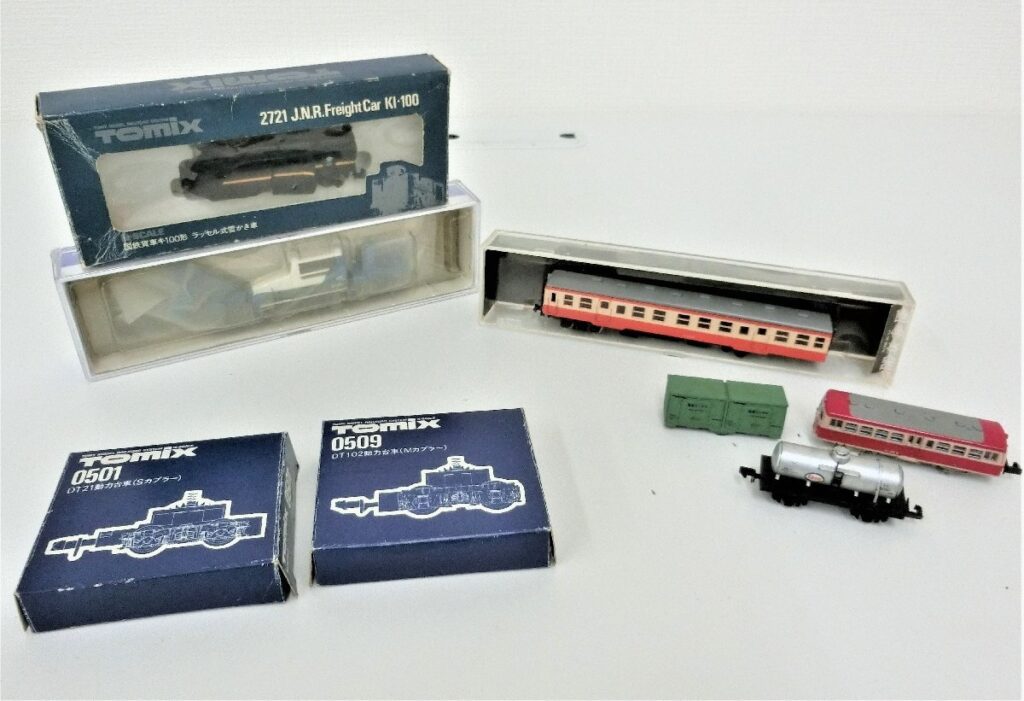 TOMIX
2721 J.N.R.Freight Car KI-100
TOMIX
N-SCALE
国鉄貨車キ100形 ラッセル式雪かき車
TOMIX
0501
DT21動力台車(Sカプラー)
TOMIX
0509
DT102動力台車(Mカプラー)